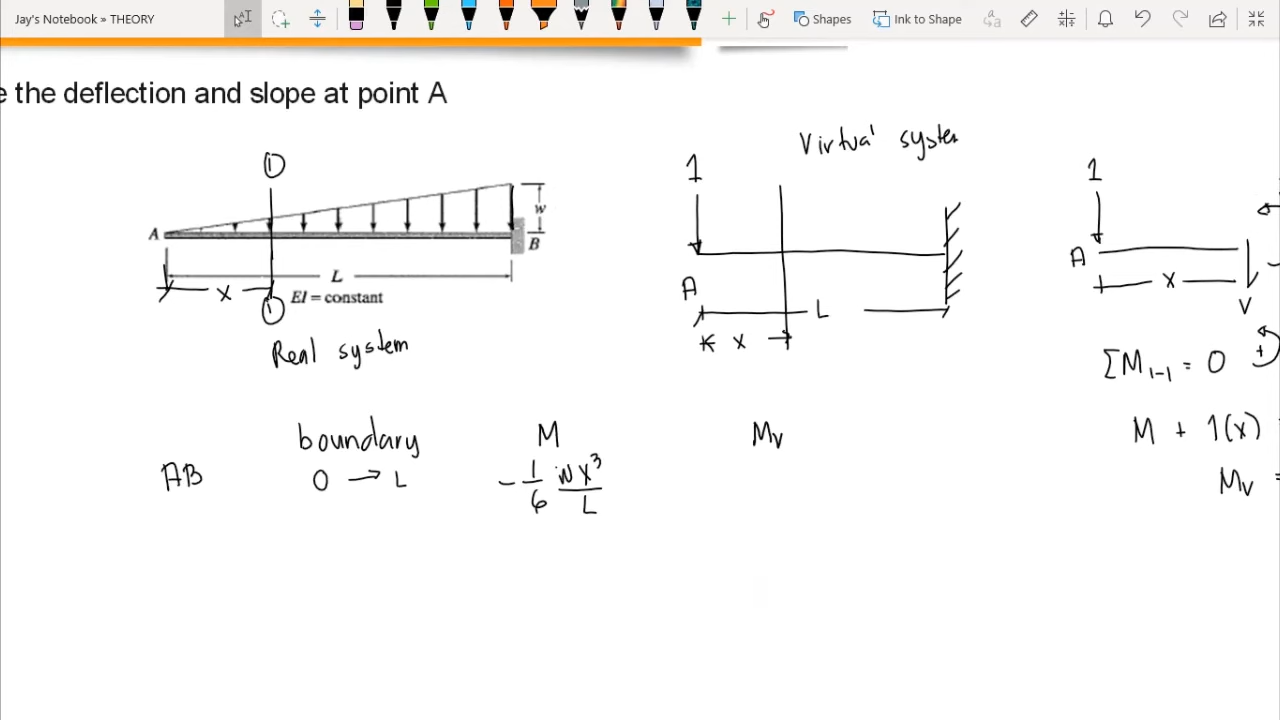 Jay's Notebook » THEORY
Shapes
Ink to Shape
e the deflection and slope at point A
Virtual system
1
1
1
A
w
B
L
x
EI = constant
1
Real system
A
L
x
A
x
V
ΣM1-1 = 0 +
boundary
M
Mv
M + 1(x)
AB
0 → L
- 1/6 wx³/L
Mv =